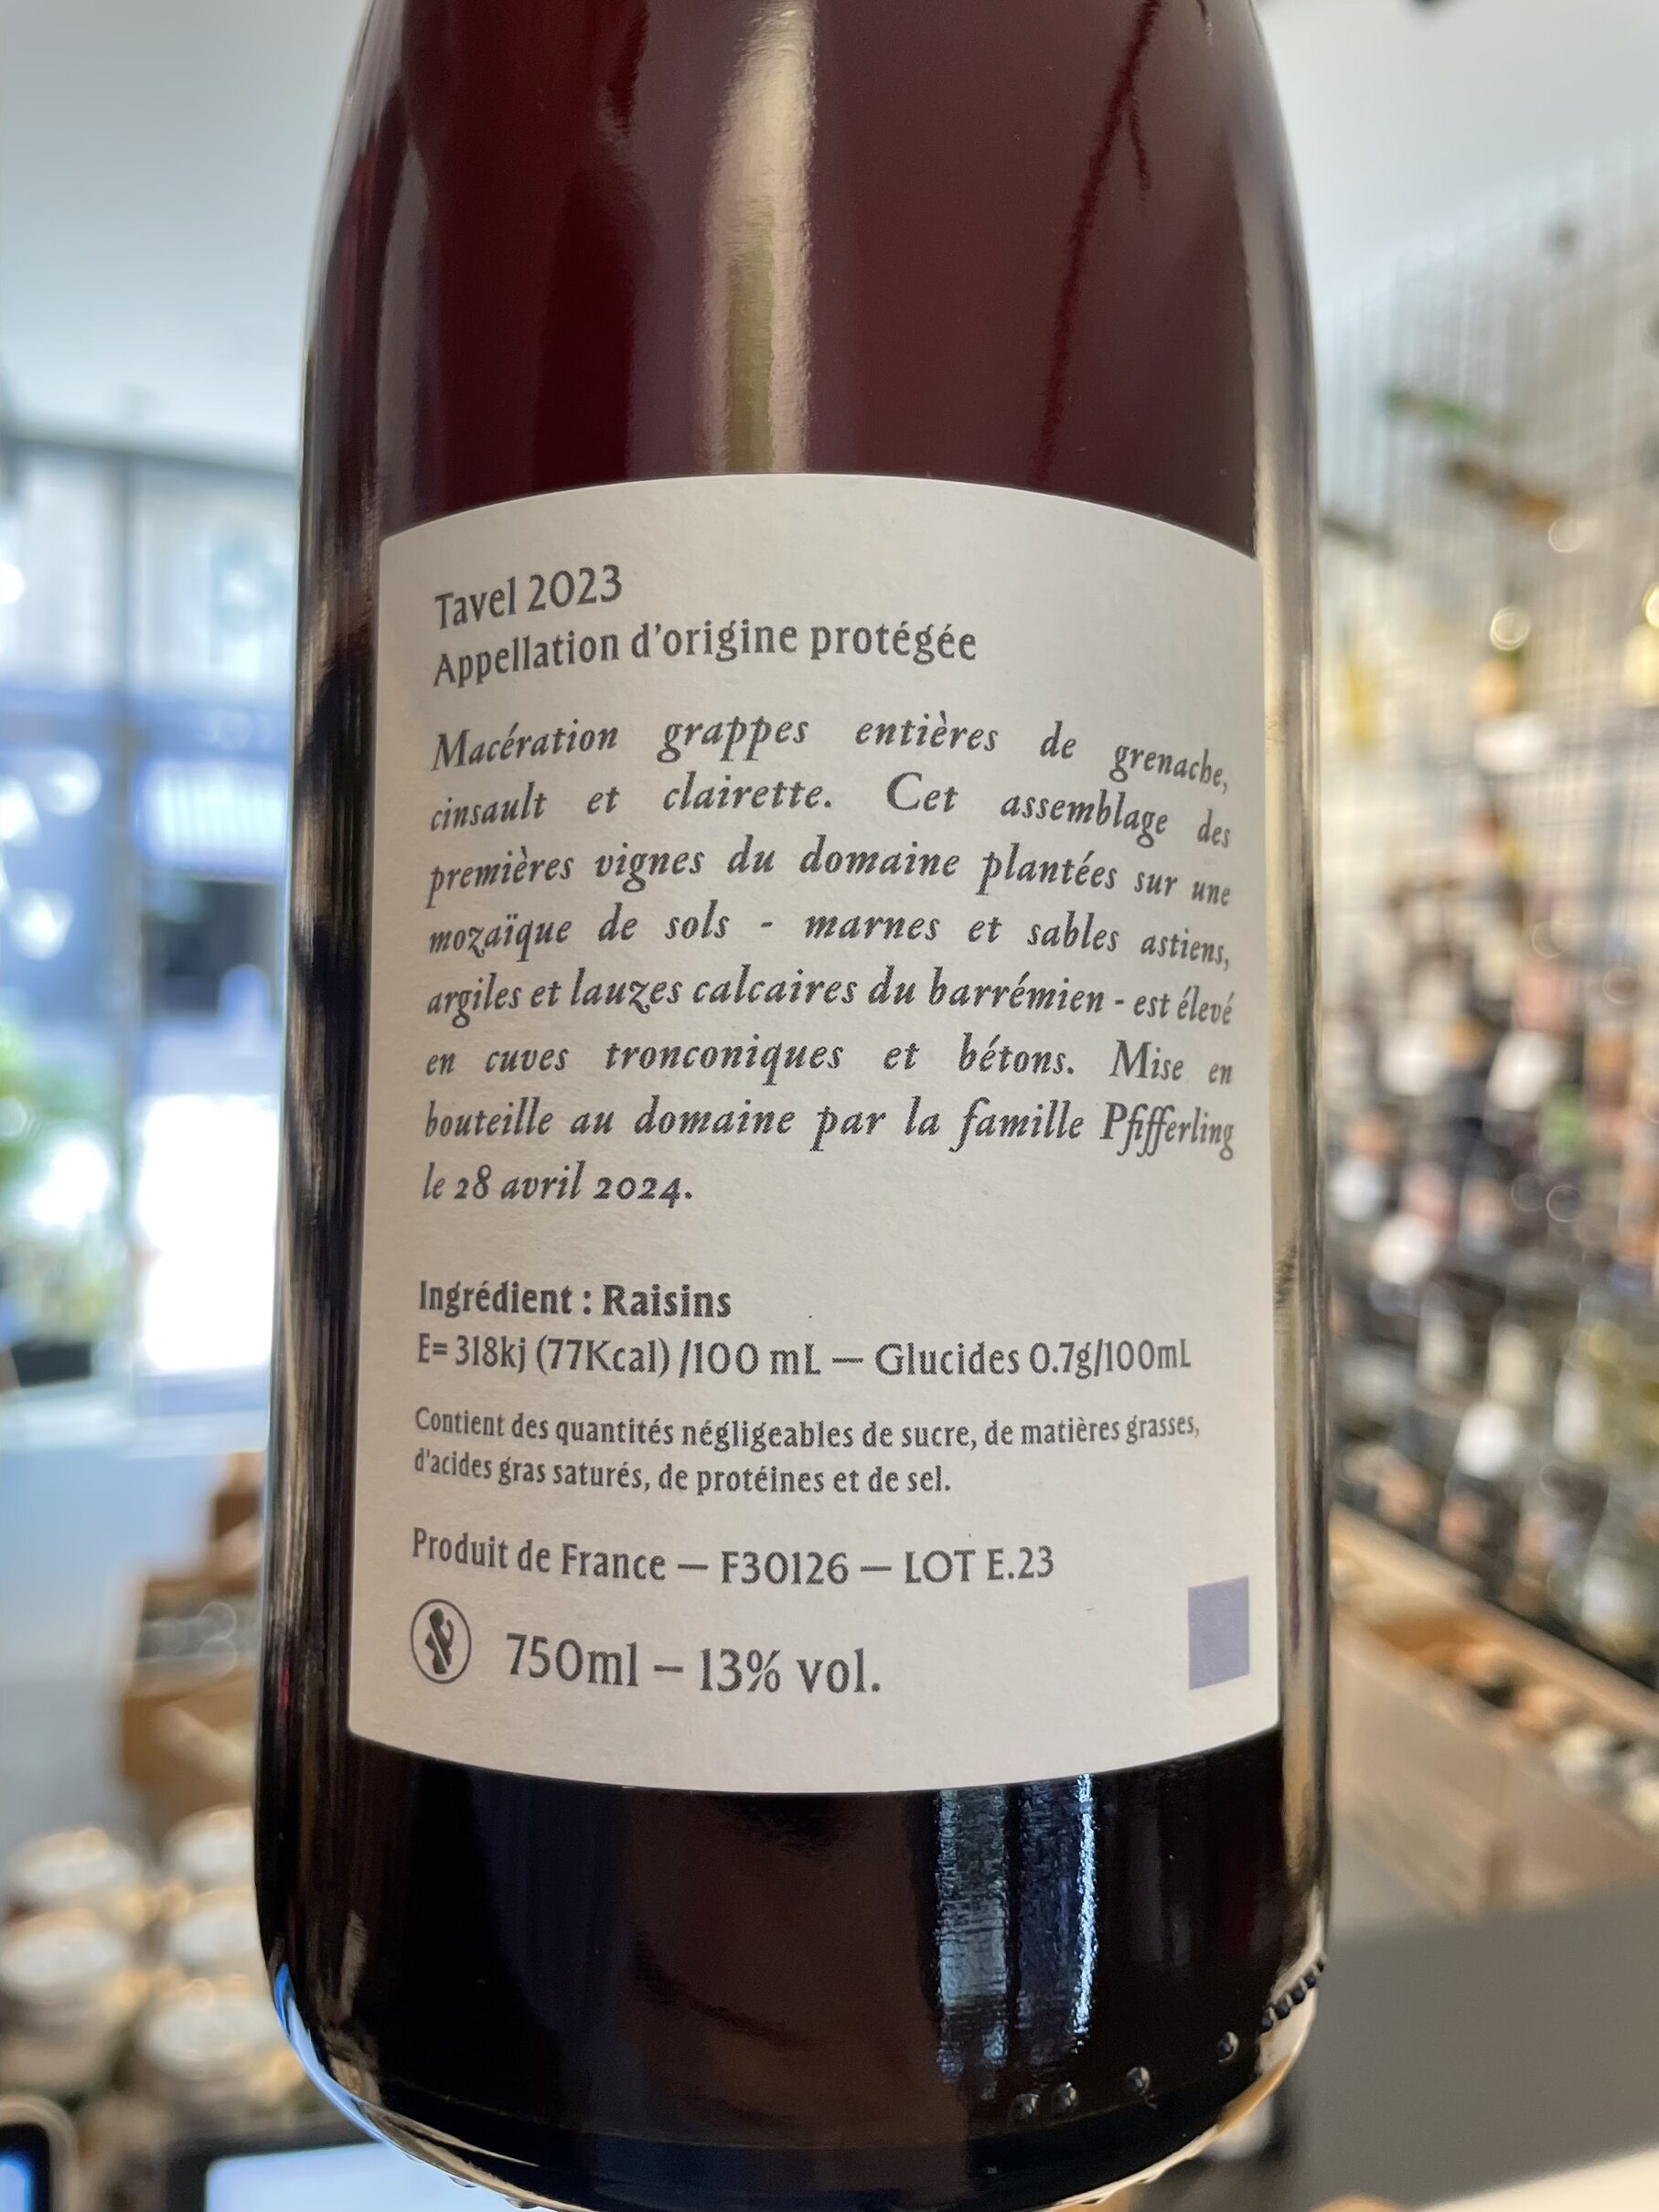 Tavel 2023
Appellation d'origine protégée
Macération grappes entières de grenache,
cinsault et clairette. Cet assemblage des
premières vignes du domaine plantées sur une
mozaïque de sols - marnes et sables astiens,
argiles et lauzes calcaires du barrémien - est élevé
en cuves tronconiques et bétons. Mise en
bouteille au domaine par la famille Pfifferling
le 28 avril 2024.
Ingrédient : Raisins
E= 318kj (77Kcal) /100 mL — Glucides 0.7g/100mL
Contient des quantités négligeables de sucre, de matières grasses,
d'acides gras saturés, de protéines et de sel.
Produit de France — F30126 — LOT E.23
750ml – 13% vol.